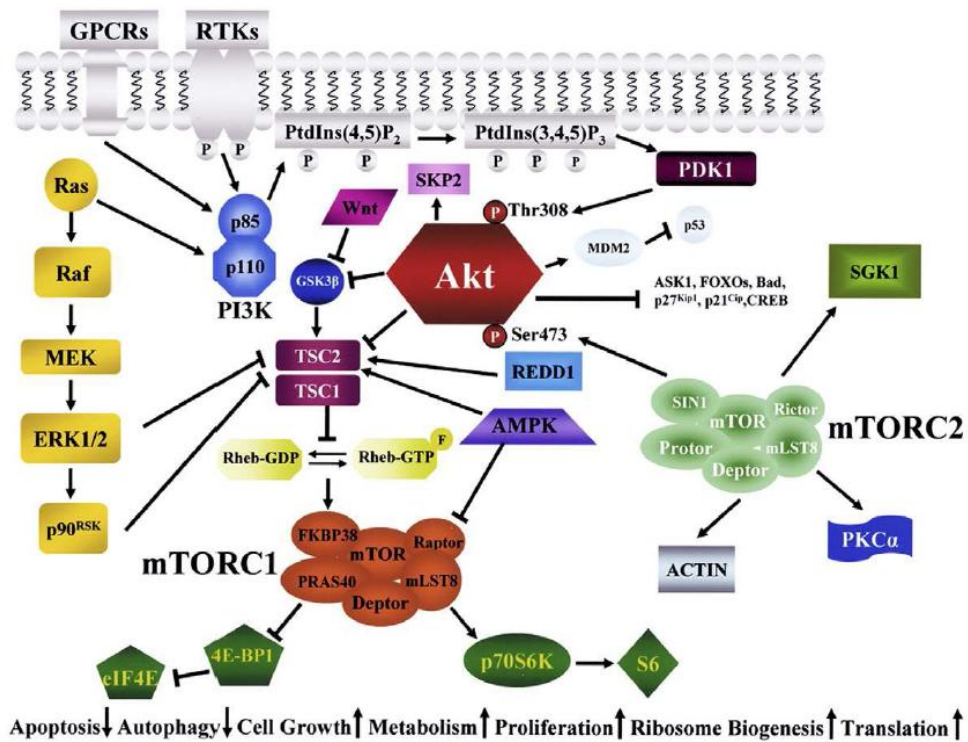 GPCRs RTKs
PtdIns(4,5)P2 PtdIns(3,4,5)P3
P P P P P P P
PDK1
SKP2
Ras
Wnt
P Thr308
p53
p85
MDM2
Raf
p110
GSK3β
Akt
SGK1
PI3K
ASK1, FOXOs, Bad,
p27Kip1, p21Cip,CREB
P Ser473
MEK
TSC2
REDD1
TSC1
SIN1
mTOR
Rictor
mTORC2
AMPK
ERK1/2
F
Rheb-GDP Rheb-GTP
Protor
mLST8
Deptor
p90RSK
FKBP38
mTOR
Raptor
PKCα
mTORC1
PRAS40
mLST8
ACTIN
Deptor
4E-BP1
p70S6K
S6
eIF4E
Apoptosis↓ Autophagy↓ Cell Growth↑ Metabolism↑ Proliferation↑ Ribosome Biogenesis↑ Translation↑